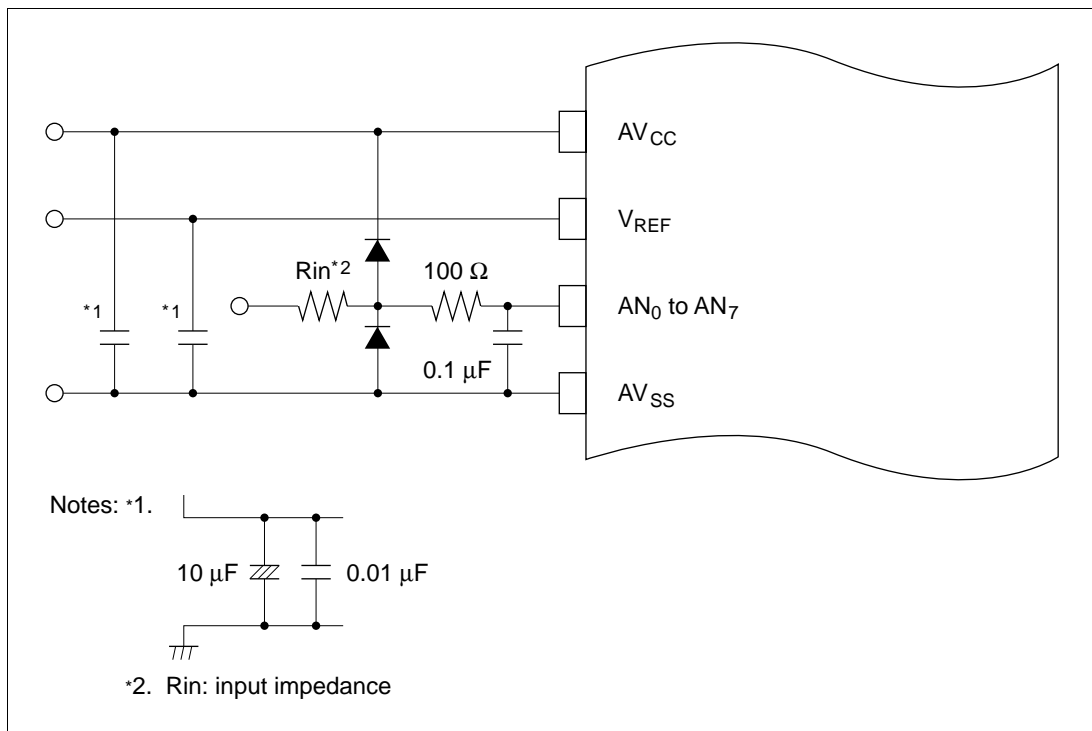 AVCC
VREF
Rin*2
100 Ω
*1
*1
AN0 to AN7
0.1 μF
AVSS
Notes: *1.
10 μF
0.01 μF
*2. Rin: input impedance